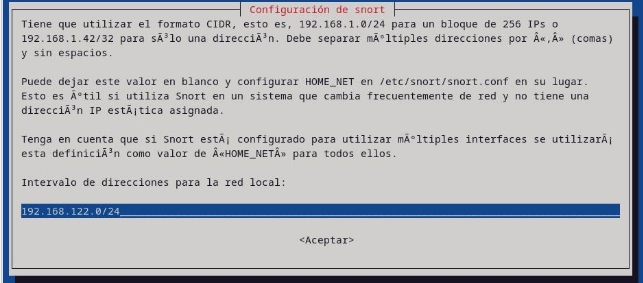 Configuración de snort
Tiene que utilizar el formato CIDR, esto es, 192.168.1.0/24 para un bloque de 256 IPs o
192.168.1.42/32 para sÃ³lo una direcciÃ³n. Debe separar mÃºltiples direcciones por Â«,Â» (comas)
y sin espacios.
Puede dejar este valor en blanco y configurar HOME_NET en /etc/snort/snort.conf en su lugar.
Esto es Ãºtil si utiliza Snort en un sistema que cambia frecuentemente de red y no tiene una
direcciÃ³n IP estÃ¡tica asignada.
Tenga en cuenta que si Snort estÃ¡ configurado para utilizar mÃºltiples interfaces se utilizarÃ¡
esta definiciÃ³n como valor de Â«HOME_NETÂ» para todos ellos.
Intervalo de direcciones para la red local:
192.168.122.0/24
<Aceptar>